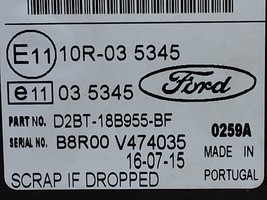 E11 10R-03 5345
e11 03 5345
Ford
PART NO. D2BT-18B955-BF
SERIAL NO. B8R00 V474035 0259A
16-07-15 MADE IN
SCRAP IF DROPPED PORTUGAL